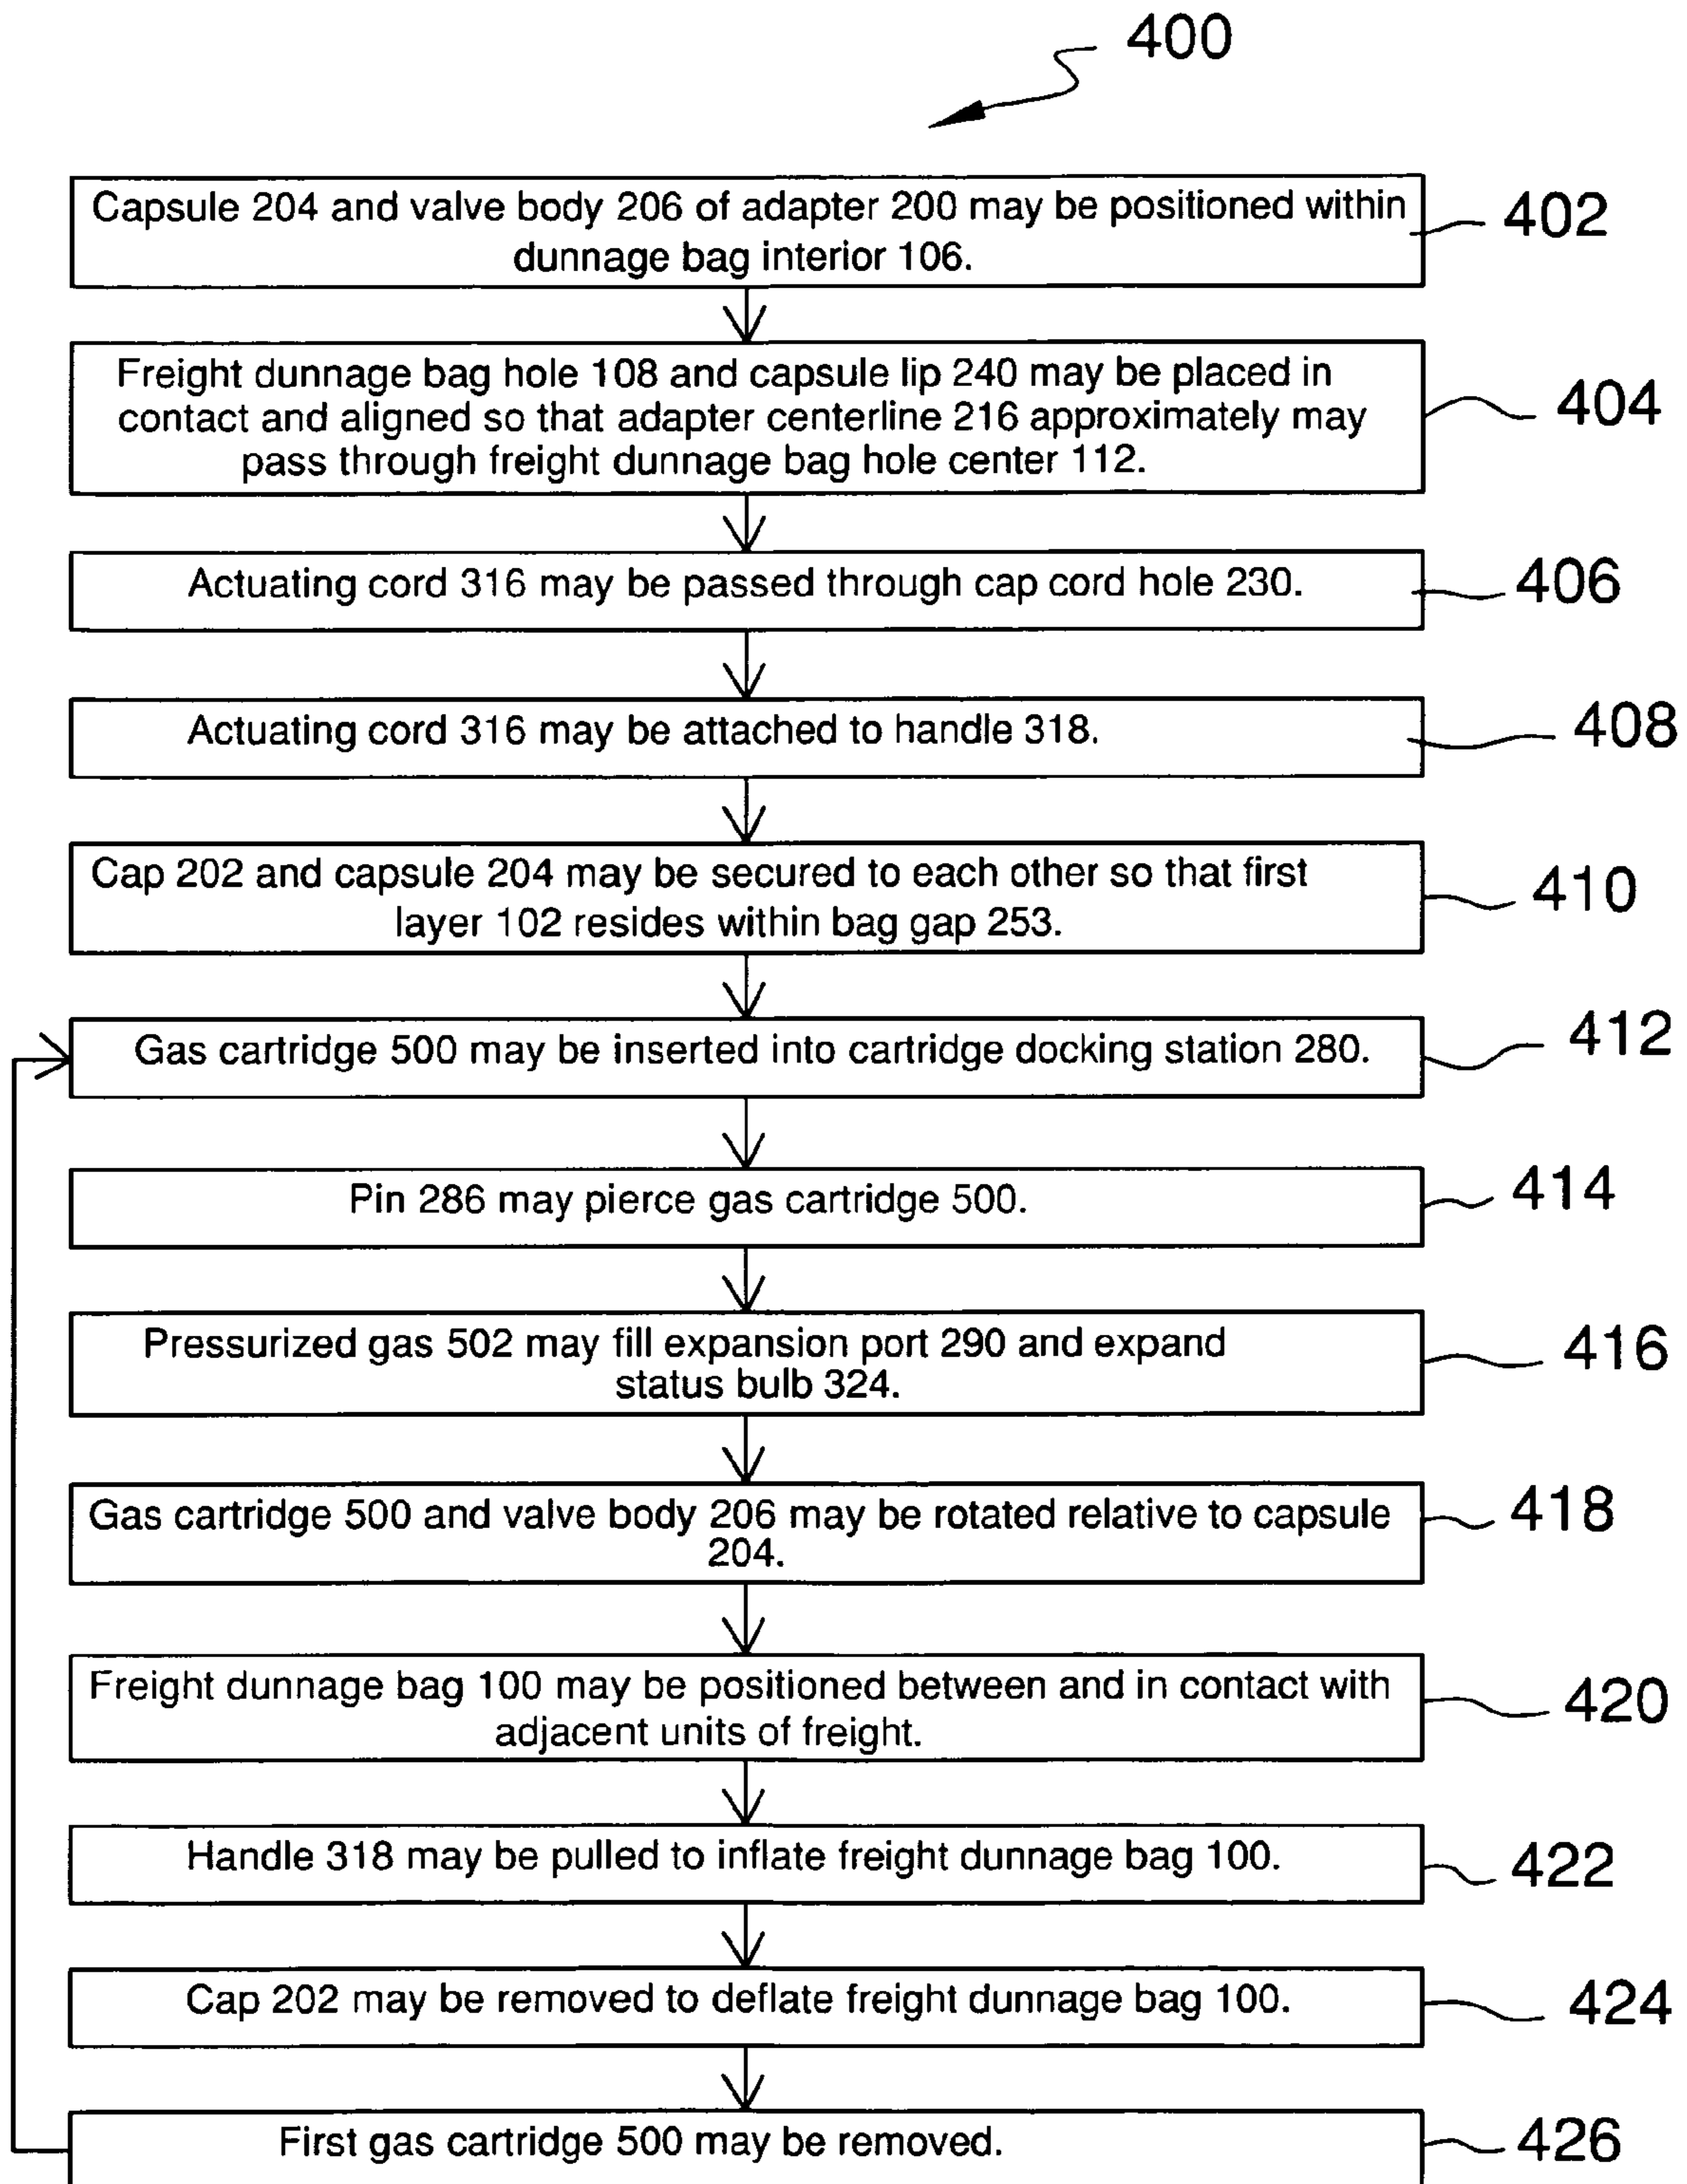 400
Capsule 204 and valve body 206 of adapter 200 may be positioned within
dunnage bag interior 106.
402
Freight dunnage bag hole 108 and capsule lip 240 may be placed in
contact and aligned so that adapter centerline 216 approximately may
pass through freight dunnage bag hole center 112.
404
Actuating cord 316 may be passed through cap cord hole 230.
406
Actuating cord 316 may be attached to handle 318.
408
Cap 202 and capsule 204 may be secured to each other so that first
layer 102 resides within bag gap 253.
410
Gas cartridge 500 may be inserted into cartridge docking station 280.
412
Pin 286 may pierce gas cartridge 500.
414
Pressurized gas 502 may fill expansion port 290 and expand
status bulb 324.
416
Gas cartridge 500 and valve body 206 may be rotated relative to capsule
204.
418
Freight dunnage bag 100 may be positioned between and in contact with
adjacent units of freight.
420
Handle 318 may be pulled to inflate freight dunnage bag 100.
422
Cap 202 may be removed to deflate freight dunnage bag 100.
424
First gas cartridge 500 may be removed.
426